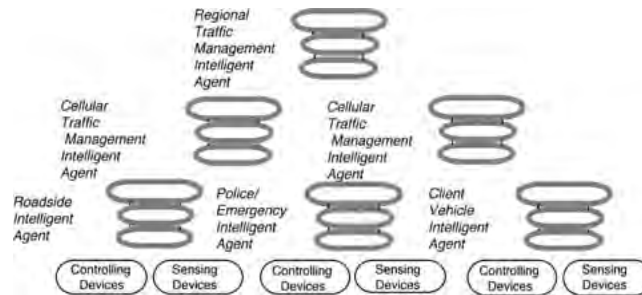 Regional
Traffic
Management
Intelligent
Agent
Cellular
Traffic
Management
Intelligent
Agent
Cellular
Traffic
Management
Intelligent
Agent
Roadside
Intelligent
Agent
Police/
Emergency
Intelligent
Agent
Client
Vehicle
Intelligent
Agent
Controlling
Devices
Sensing
Devices
Controlling
Devices
Sensing
Devices
Controlling
Devices
Sensing
Devices